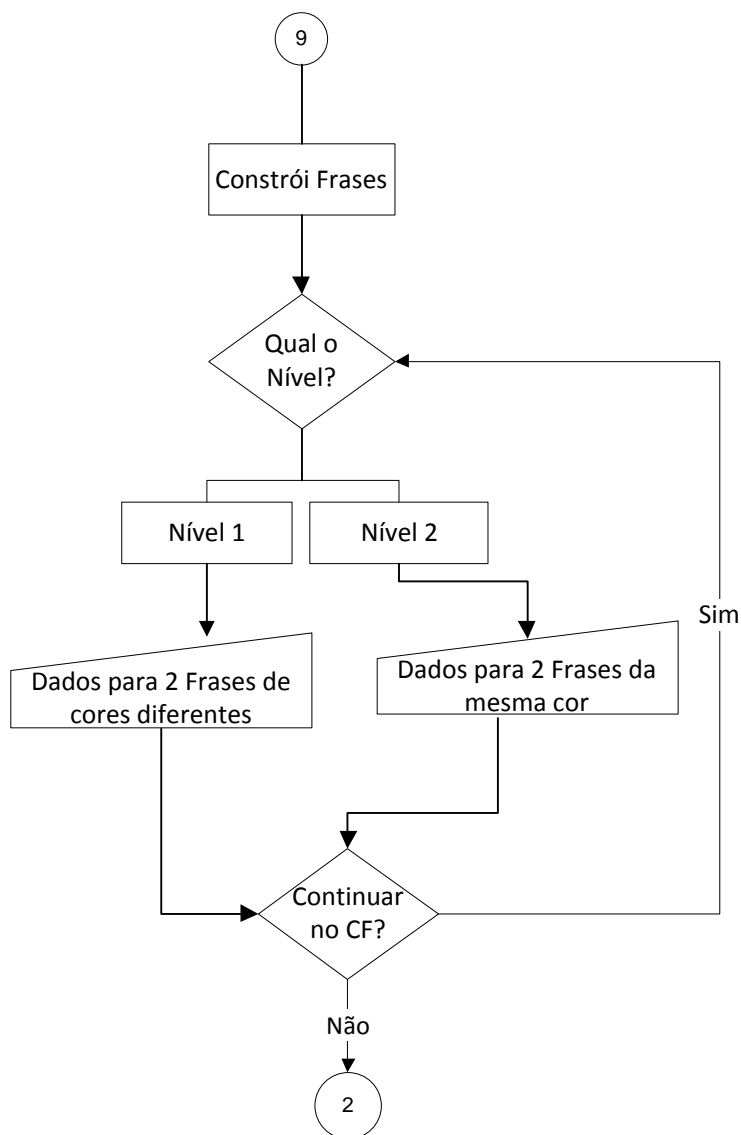 9
Constrói Frases
Qual o
Nível?
Nível 1
Nível 2
Sim
Dados para 2 Frases de
cores diferentes
Dados para 2 Frases da
mesma cor
Continuar
no CF?
Não
2